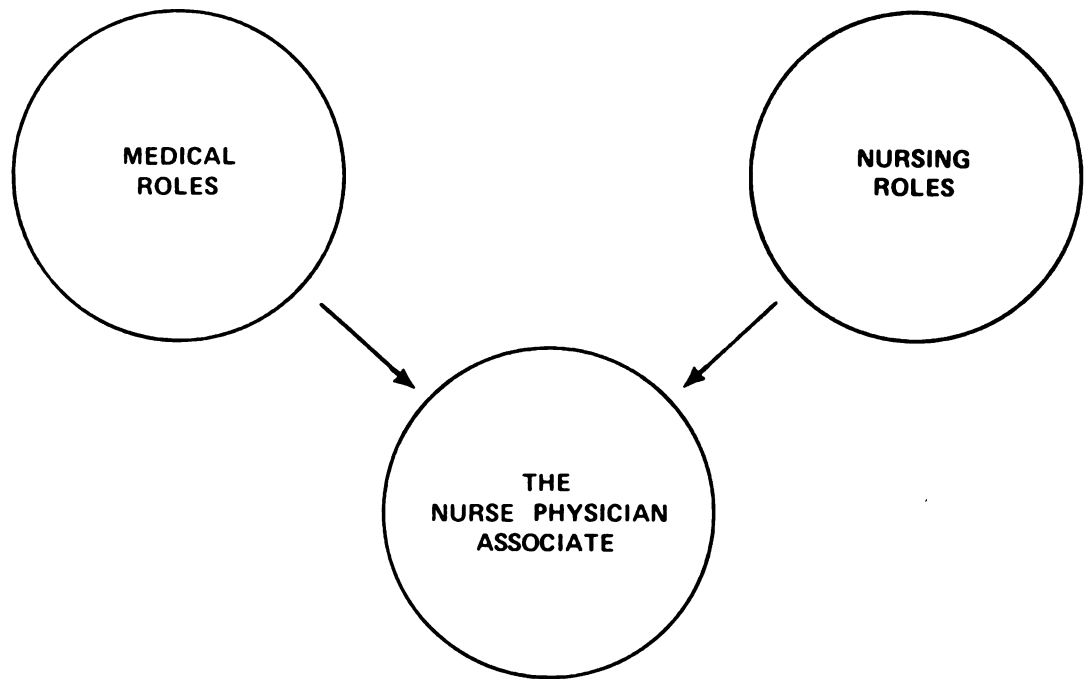 MEDICAL
ROLES
NURSING
ROLES
THE
NURSE PHYSICIAN
ASSOCIATE